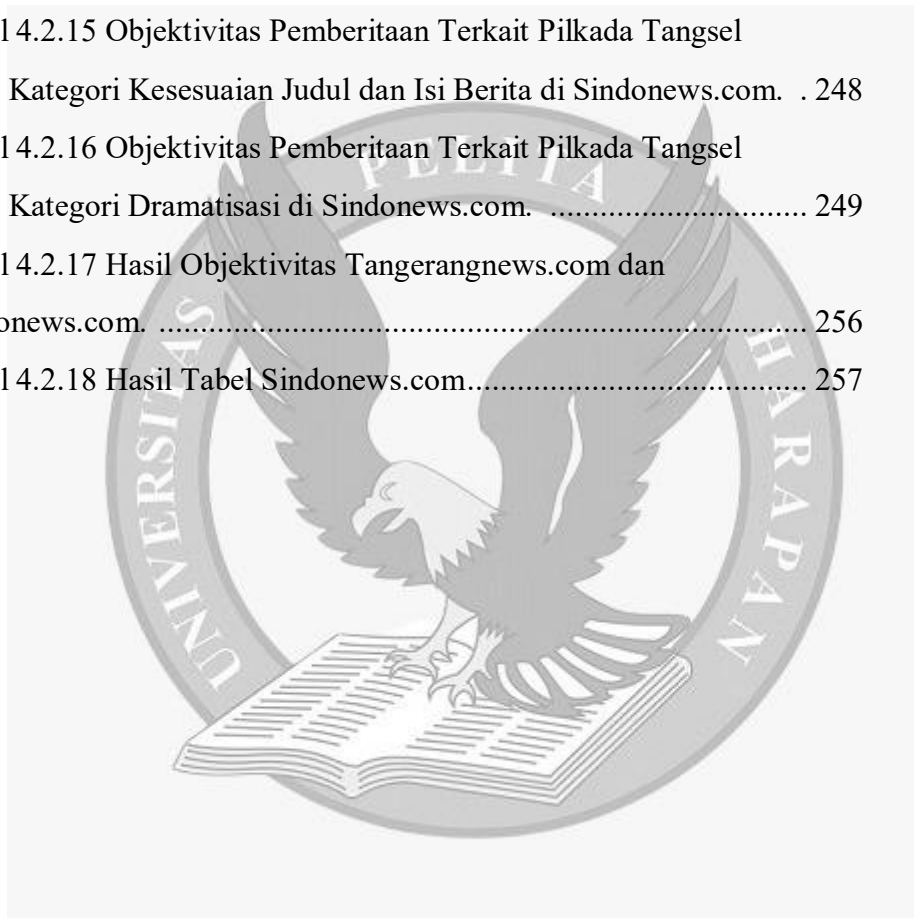 l 4.2.15 Objektivitas Pemberitaan Terkait Pilkada Tangsel
Kategori Kesesuaian Judul dan Isi Berita di Sindonews.com. . 248
l 4.2.16 Objektivitas Pemberitaan Terkait Pilkada Tangsel
Kategori Dramatisasi di Sindonews.com. ............................. 249
l 4.2.17 Hasil Objektivitas Tangerangnews.com dan
onews.com. ........................................................................ 256
l 4.2.18 Hasil Tabel Sindonews.com...................................... 257
UNIVERSITAS PELITA HARAPAN